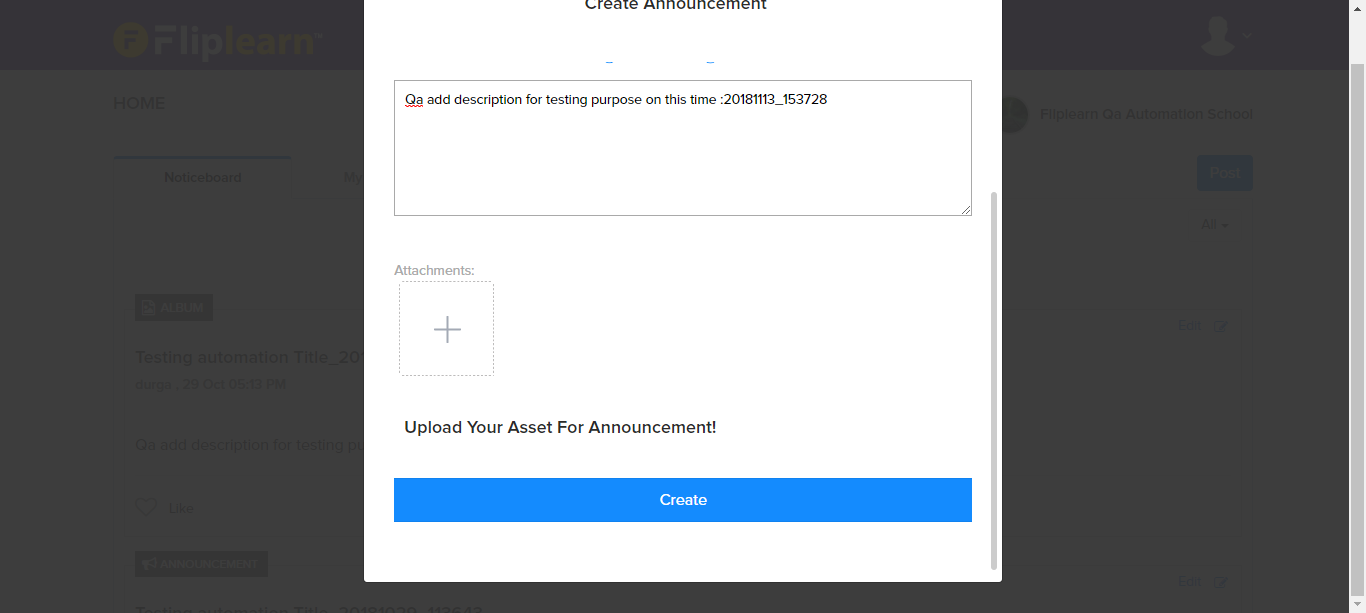 Create Announcement
Fliplearn™
HOME
Qa add description for testing purpose on this time :20181113_153728
Fliplearn Qa Automation School
Noticeboard
My
Post
All
Attachments:
ALBUM
Edit
Testing automation Title_201
durga , 29 Oct 05:13 PM
Upload Your Asset For Announcement!
Qa add description for testing pu
Create
Like
ANNOUNCEMENT
Edit
Testing automation Title_20181029_113643